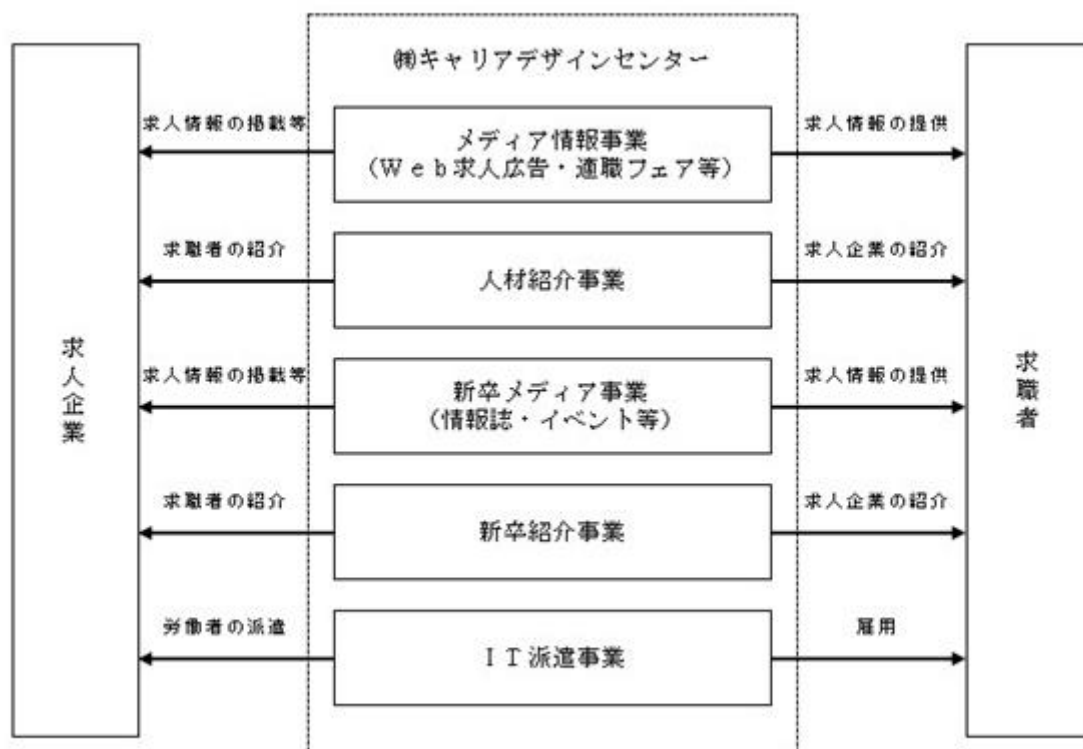 ㈱キャリアデザインセンター
求人企業
求職者
求人情報の掲載等
メディア情報事業
(Web求人広告・適職フェア等)
求人情報の提供
求職者の紹介
人材紹介事業
求人企業の紹介
求人情報の掲載等
新卒メディア事業
(情報誌・イベント等)
求人情報の提供
求職者の紹介
新卒紹介事業
求人企業の紹介
労働者の派遣
IT派遣事業
雇用